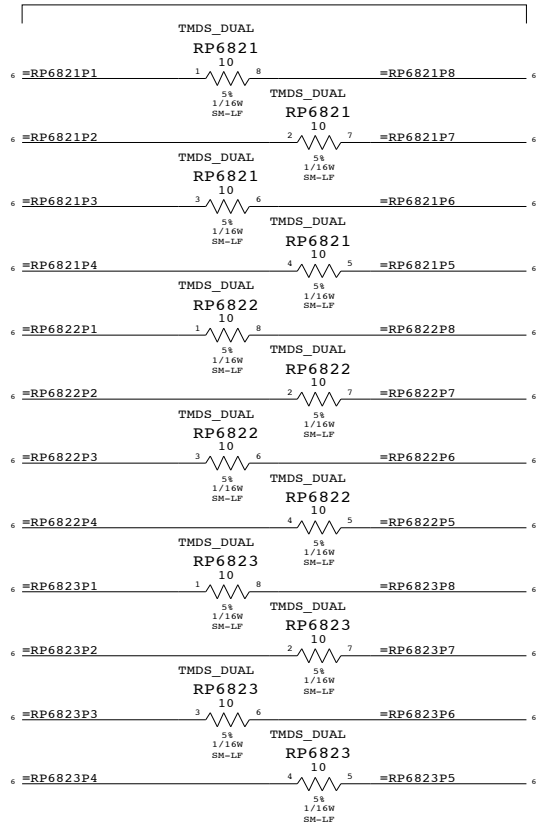 TMDS_DUAL
RP6821
10
6 =RP6821P1 1 8 =RP6821P8 6
5%
1/16W
SM-LF
TMDS_DUAL
RP6821
10
6 =RP6821P2 2 7 =RP6821P7 6
5%
1/16W
SM-LF
TMDS_DUAL
RP6821
10
6 =RP6821P3 3 6 =RP6821P6 6
5%
1/16W
SM-LF
TMDS_DUAL
RP6821
10
6 =RP6821P4 4 5 =RP6821P5 6
5%
1/16W
SM-LF
TMDS_DUAL
RP6822
10
6 =RP6822P1 1 8 =RP6822P8 6
5%
1/16W
SM-LF
TMDS_DUAL
RP6822
10
6 =RP6822P2 2 7 =RP6822P7 6
5%
1/16W
SM-LF
TMDS_DUAL
RP6822
10
6 =RP6822P3 3 6 =RP6822P6 6
5%
1/16W
SM-LF
TMDS_DUAL
RP6822
10
6 =RP6822P4 4 5 =RP6822P5 6
5%
1/16W
SM-LF
TMDS_DUAL
RP6823
10
6 =RP6823P1 1 8 =RP6823P8 6
5%
1/16W
SM-LF
TMDS_DUAL
RP6823
10
6 =RP6823P2 2 7 =RP6823P7 6
5%
1/16W
SM-LF
TMDS_DUAL
RP6823
10
6 =RP6823P3 3 6 =RP6823P6 6
5%
1/16W
SM-LF
TMDS_DUAL
RP6823
10
6 =RP6823P4 4 5 =RP6823P5 6
5%
1/16W
SM-LF